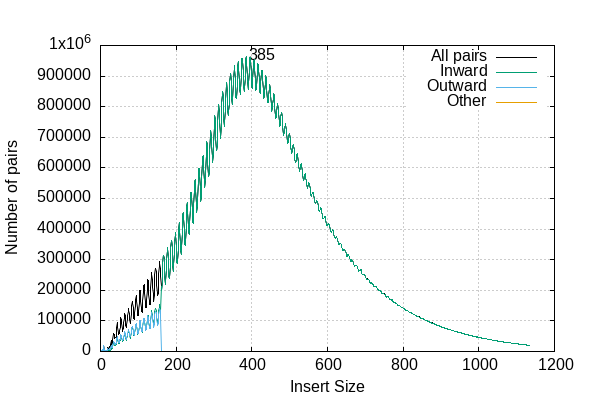 1x10^6
900000
800000
700000
600000
500000
400000
300000
200000
100000
0
0 200 400 600 800 1000 1200
Number of pairs
Insert Size
385
All pairs
Inward
Outward
Other